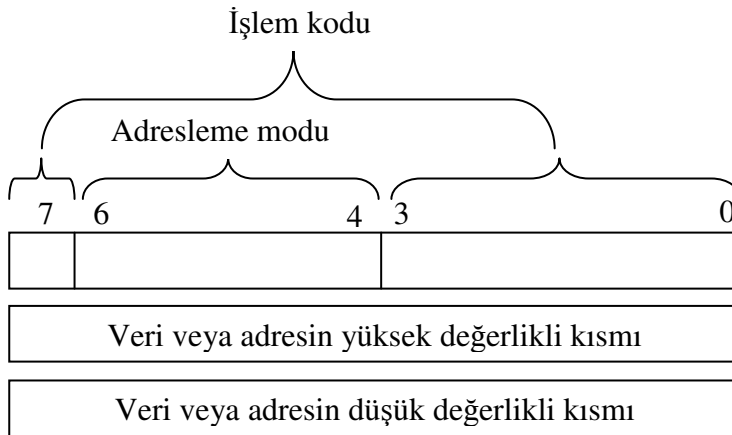 İşlem kodu
Adresleme modu
7 6 4 3 0
Veri veya adresin yüksek değerlikli kısmı
Veri veya adresin düşük değerlikli kısmı